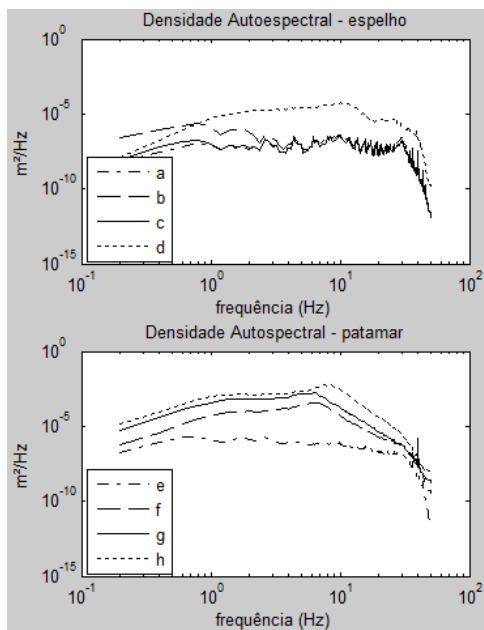 Densidade Autoespectral - espelho
10^0
10^-5
10^-10
10^-15
m²/Hz
a
b
c
d
10^-1 10^0 10^1 10^2
frequência (Hz)
Densidade Autospectral - patamar
10^0
10^-5
10^-10
10^-15
m²/Hz
e
f
g
h
10^-1 10^0 10^1 10^2
frequência (Hz)